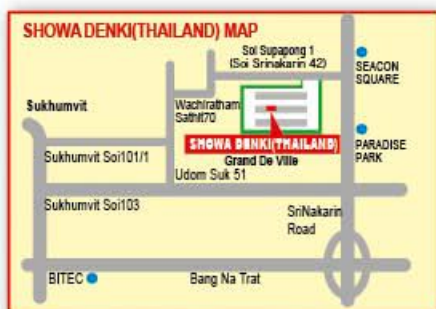 SHOWA DENKI(THAILAND) MAP
Soi Supapong 1
(Soi Srinakarin 42)
SEACON
SQUARE
Sukhumvit
Wachiratham
Sathit70
SHOWA DENKI(THAILAND)
Grand De Ville
PARADISE
PARK
Sukhumvit Soi101/1
Udom Suk 51
Sukhumvit Soi103
SriNakarin
Road
BITEC
Bang Na Trat